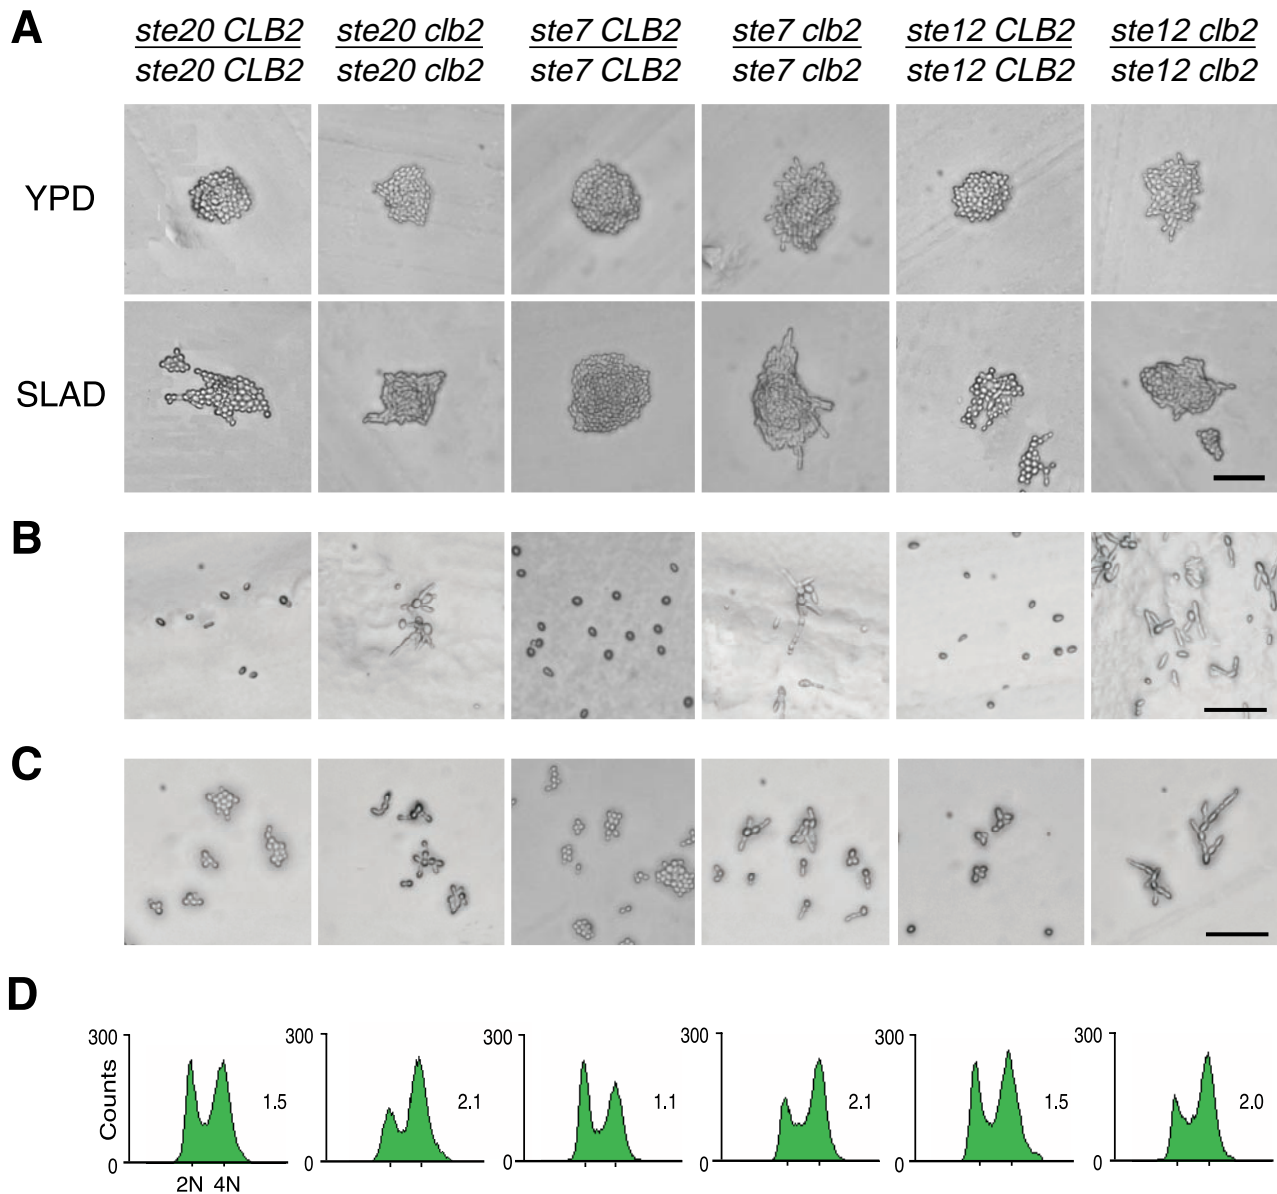 A
ste20 CLB2 ste20 clb2 ste7 CLB2 ste7 clb2 ste12 CLB2 ste12 clb2
ste20 CLB2 ste20 clb2 ste7 CLB2 ste7 clb2 ste12 CLB2 ste12 clb2
YPD
SLAD
B
C
D
300 300 300 300 300 300
Counts
1.5 2.1 1.1 2.1 1.5 2.0
0 0 0 0 0 0
2N 4N